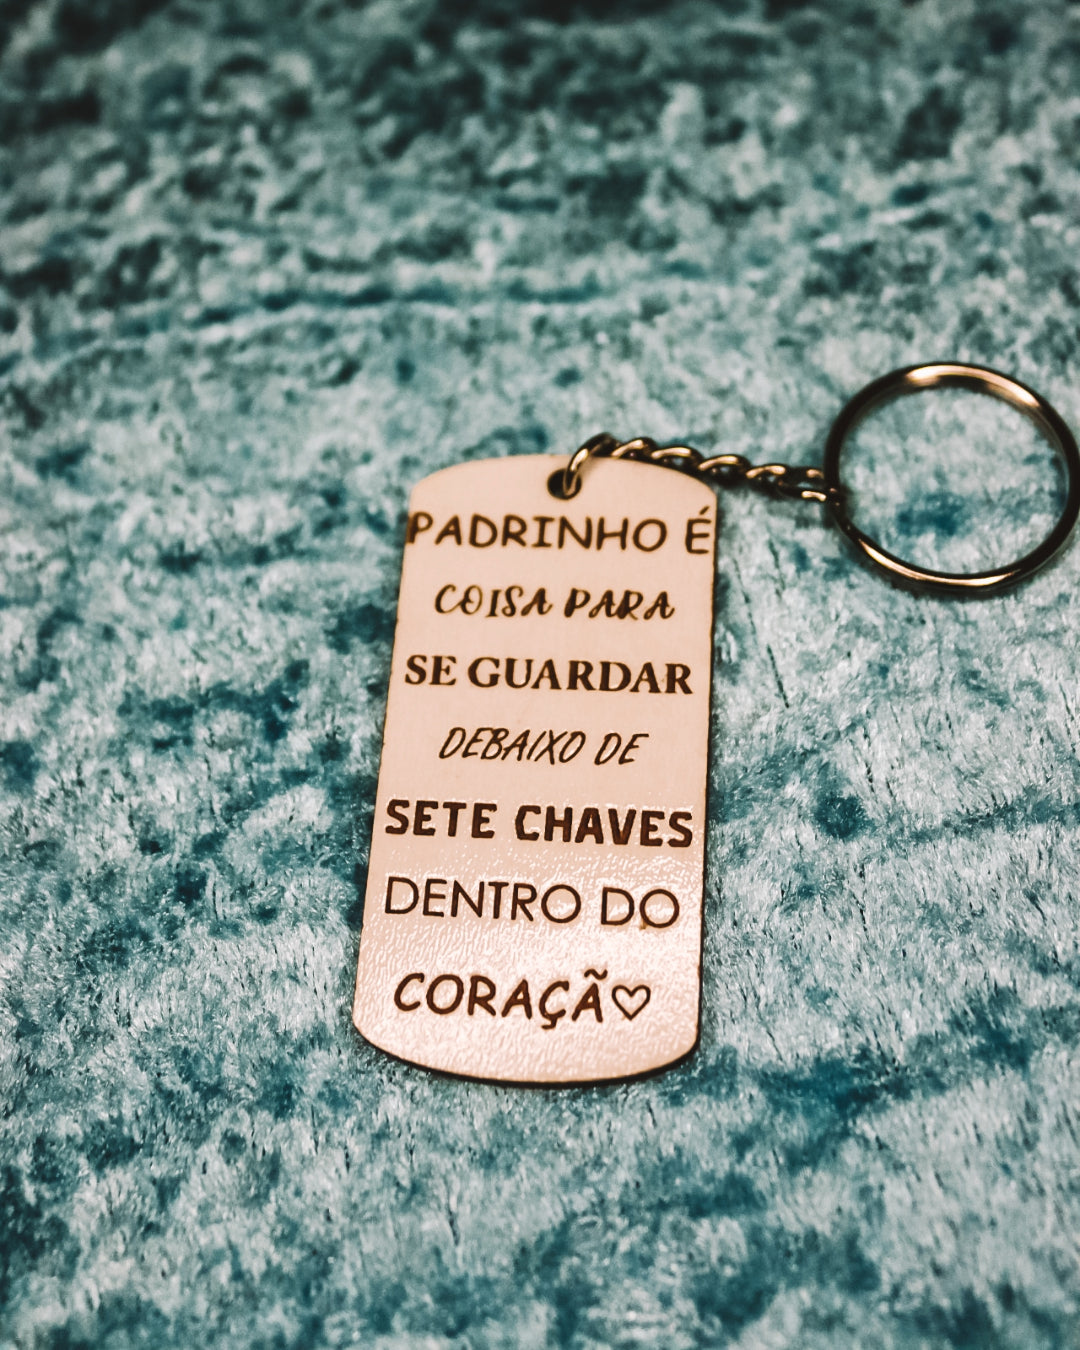 PADRINHO É
COISA PARA
SE GUARDAR
DEBAIXO DE
SETE CHAVES
DENTRO DO
CORAÇÃ♡